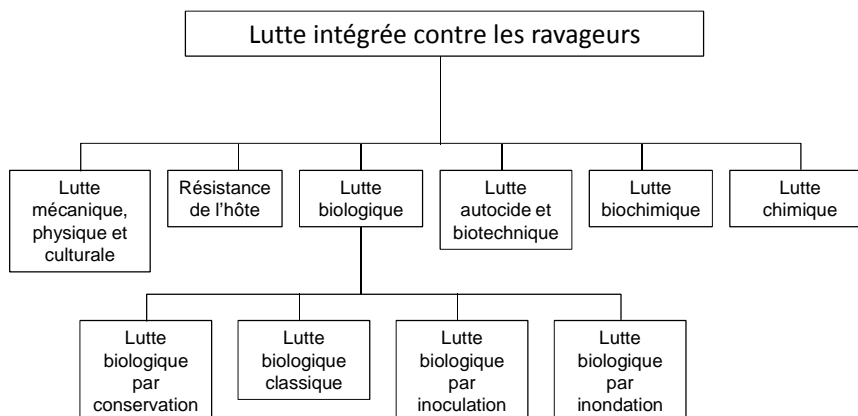 Lutte intégrée contre les ravageurs
Lutte
mécanique,
physique et
culturale
Résistance
de l'hôte
Lutte
biologique
Lutte
autocide et
biotechnique
Lutte
biochimique
Lutte
chimique
Lutte
biologique
par
conservation
Lutte
biologique
classique
Lutte
biologique
par
inoculation
Lutte
biologique
par
inondation